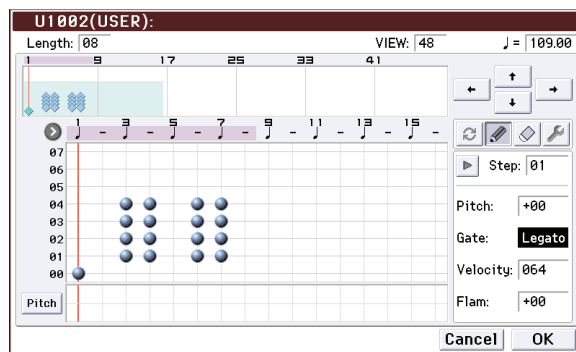 U1002(USER):
Length: 08 VIEW: 48 ♩= 109.00
1 9 17 25 33 41
1 3 5 7 9 11 13 15
♩ - ♩ - ♩ - ♩ - ♩ - ♩ - ♩ - ♩ -
07
06
05
04
03
02
01
00
Step: 01
Pitch: +00
Gate: Legato
Velocity: 064
Flam: +00
Pitch
Cancel OK